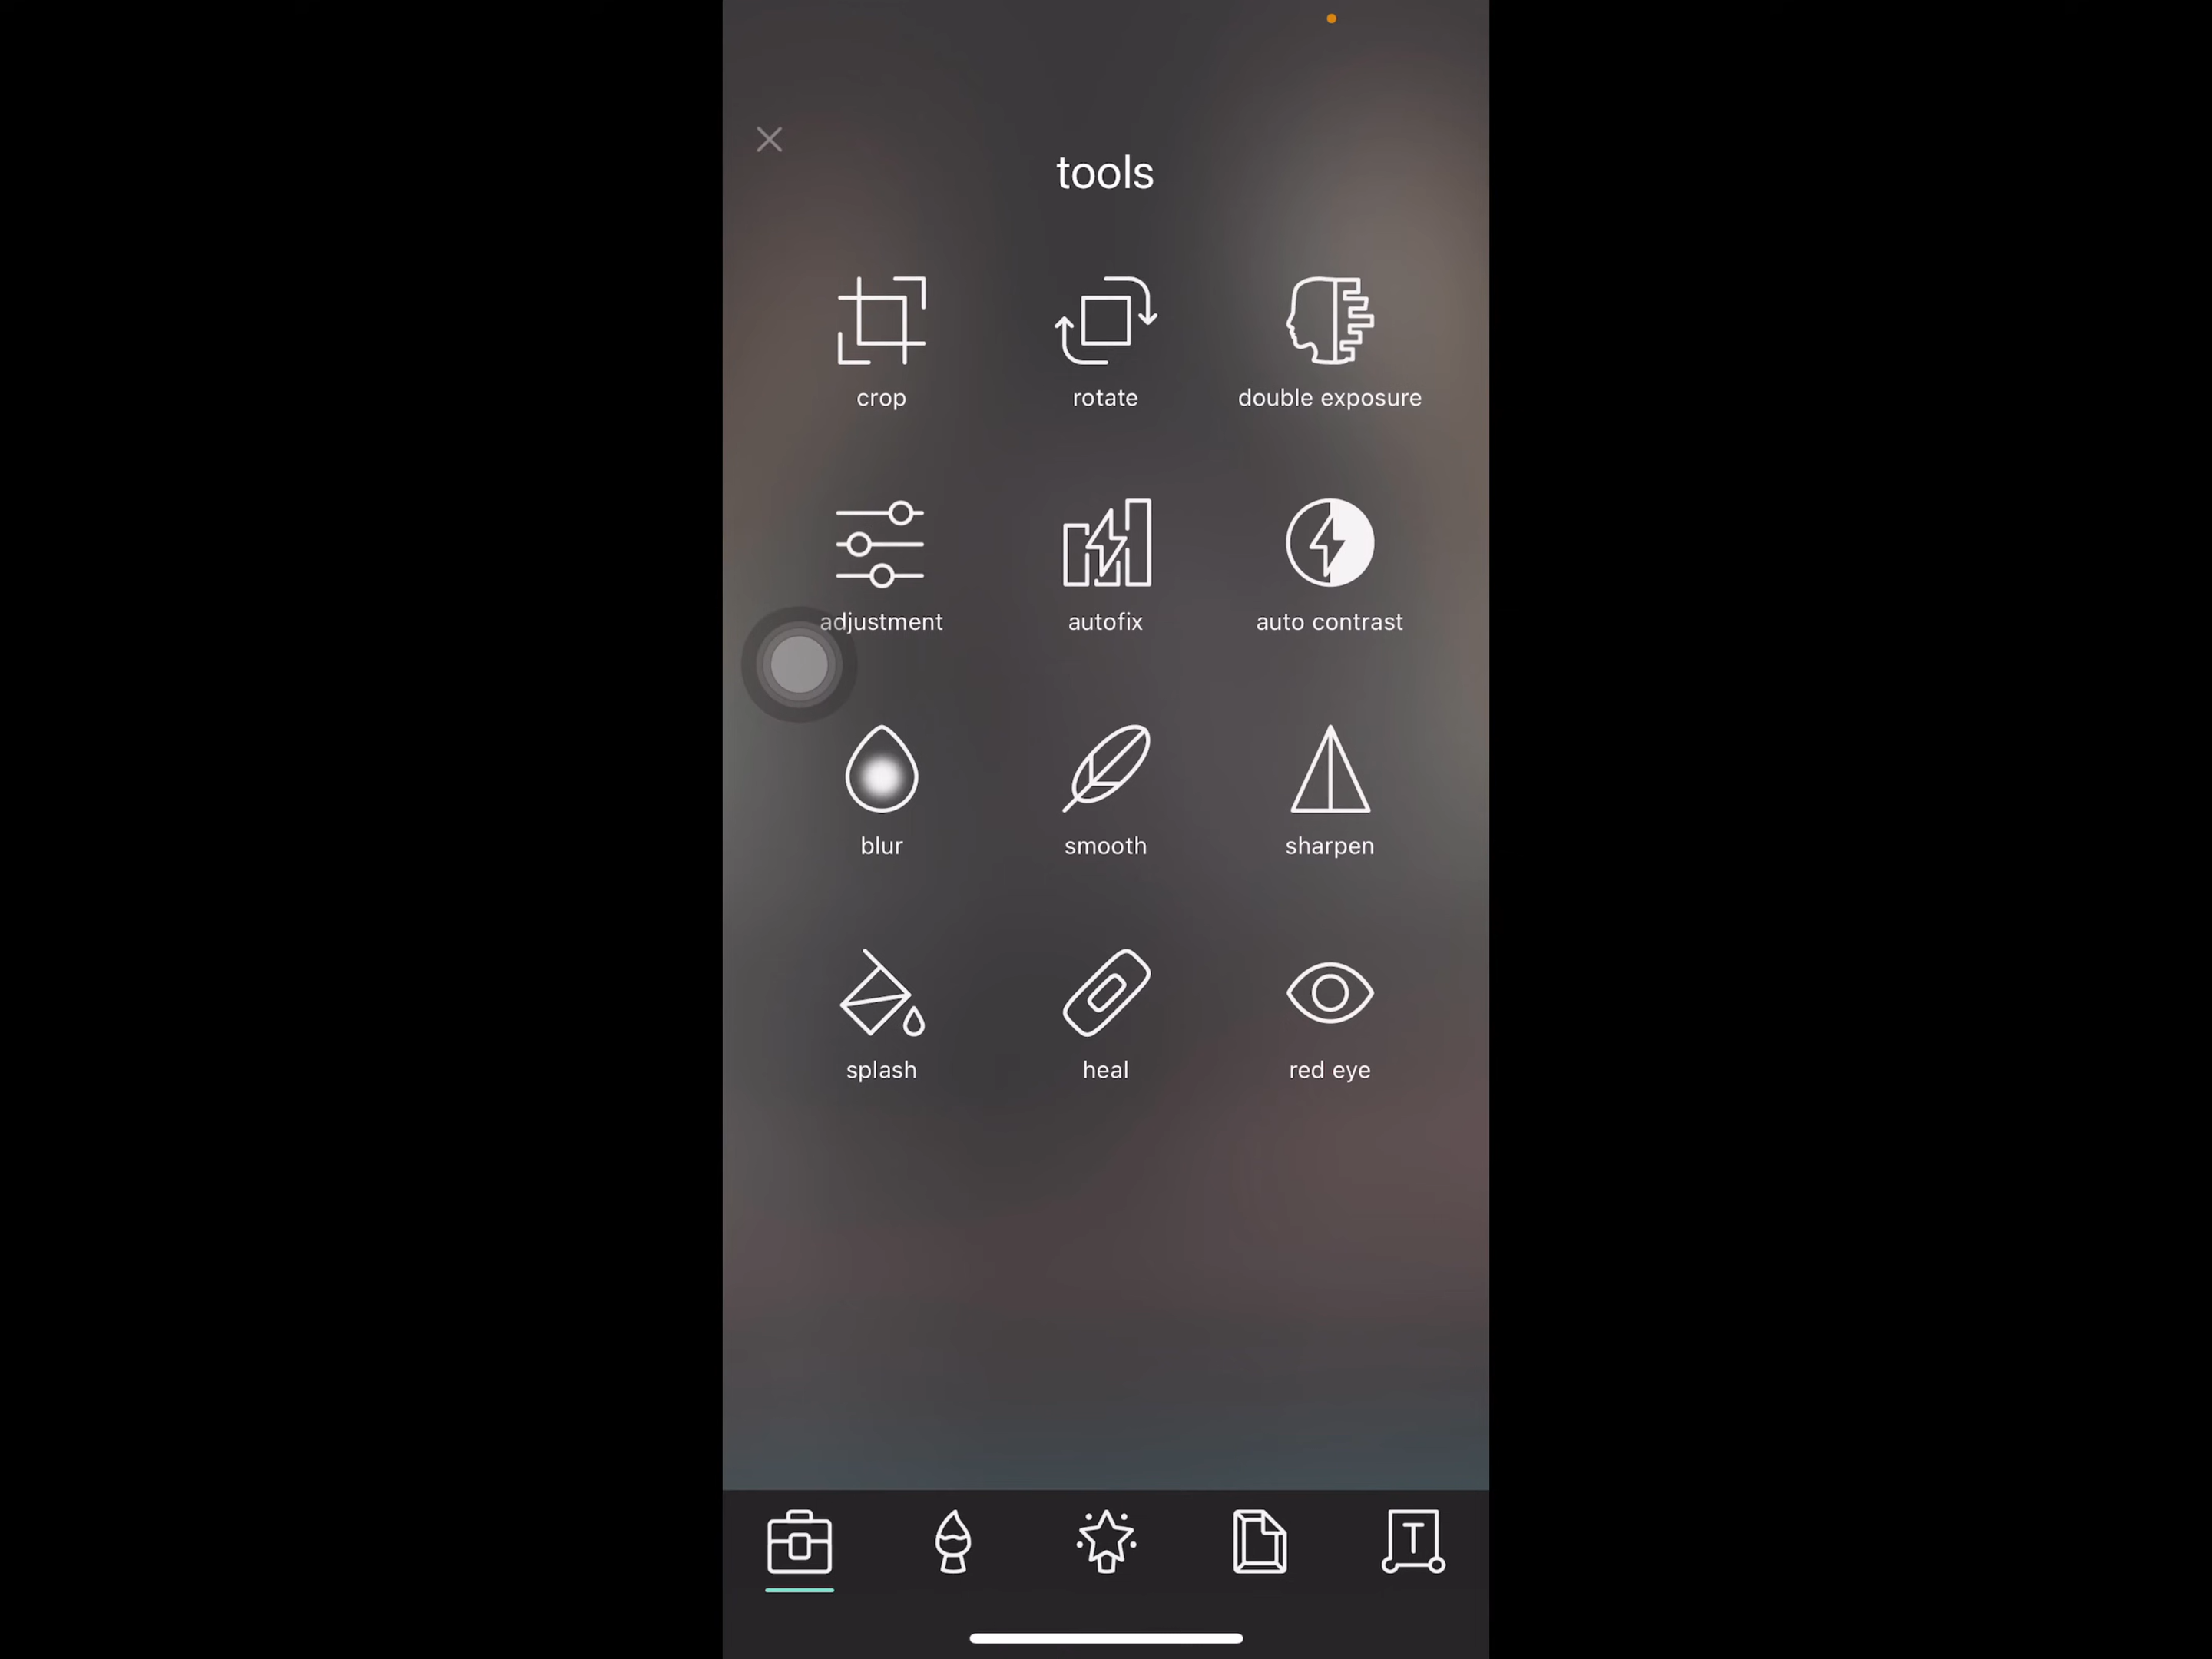 tools
crop rotate double exposure
adjustment autofix auto contrast
blur smooth sharpen
splash heal red eye
T